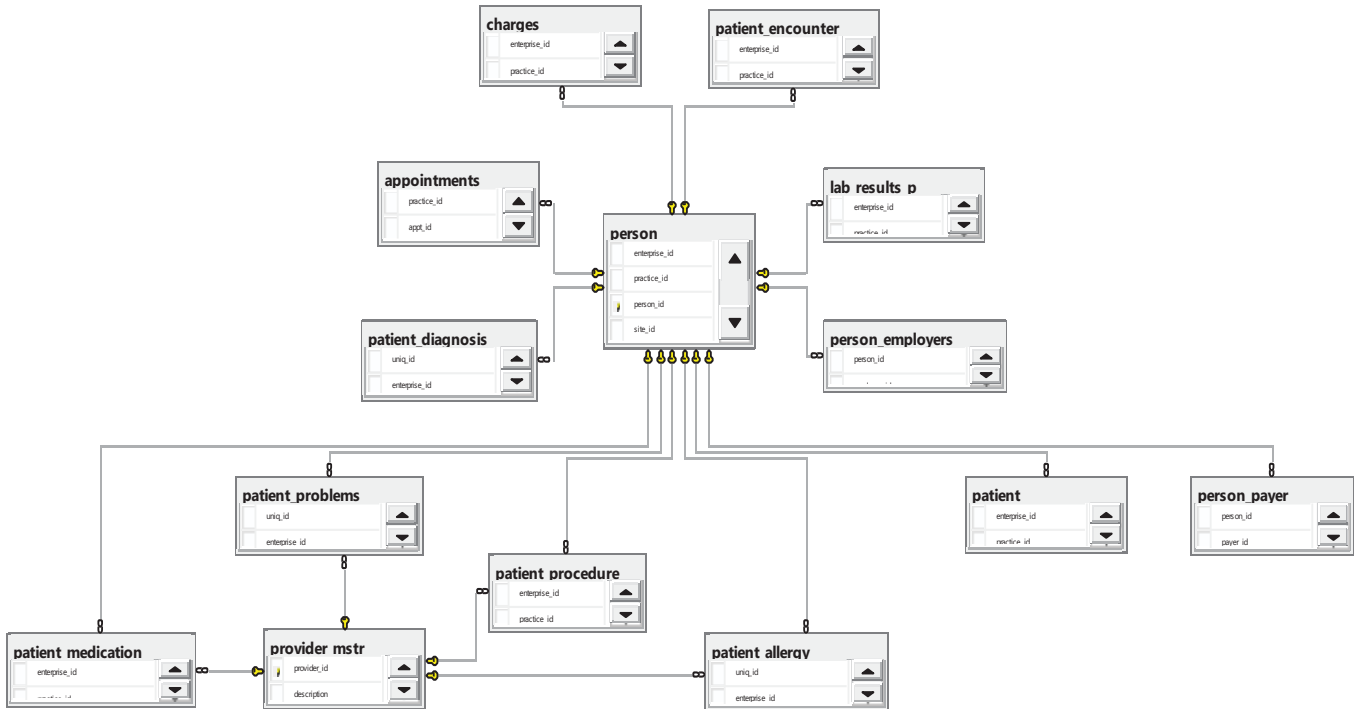 charges
enterprise_id
practice_id
patient_encounter
enterprise_id
practice_id
appointments
practice_id
appt_id
lab_results_p
enterprise_id
practice_id
person
enterprise_id
practice_id
person_id
site_id
patient_diagnosis
uniq_id
enterprise_id
person_employers
person_id
patient_problems
uniq_id
enterprise_id
patient
enterprise_id
practice_id
person_payer
person_id
payer_id
patient_procedure
enterprise_id
practice_id
patient_medication
enterprise_id
provider_mstr
provider_id
description
patient_allergy
uniq_id
enterprise_id